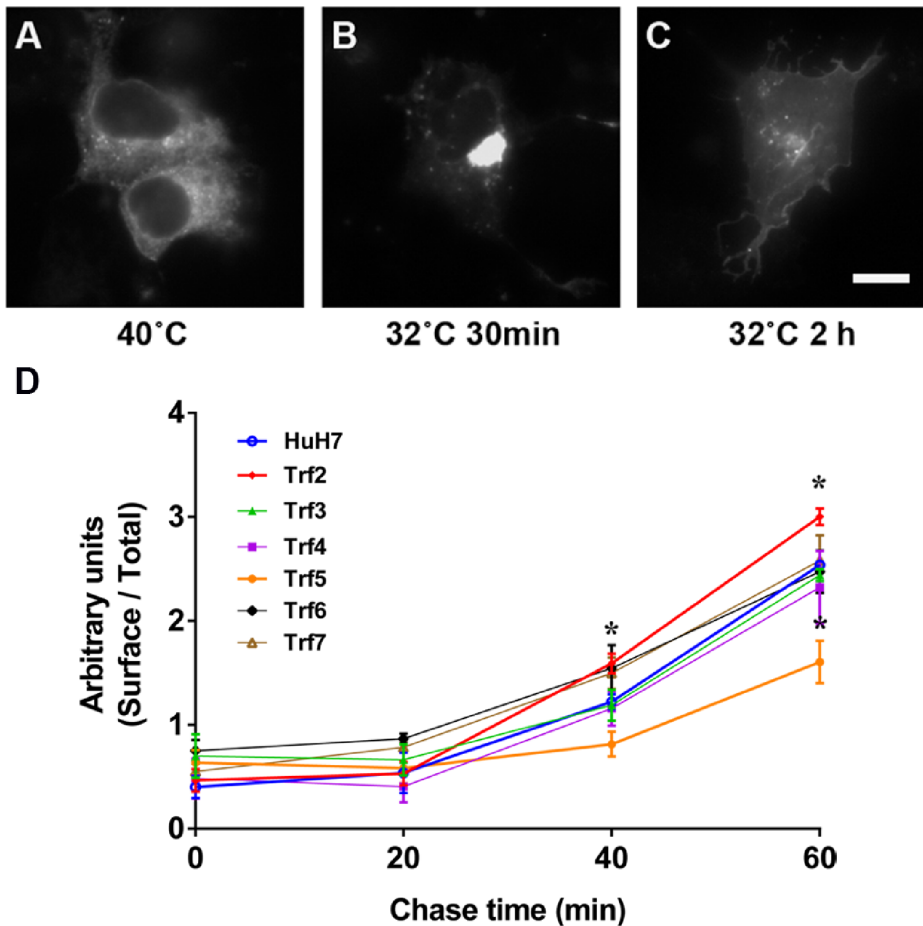 A
B
C
40˚C
32˚C 30min
32˚C 2 h
D
Arbitrary units
(Surface / Total)
4
3
2
1
0
HuH7
Trf2
Trf3
Trf4
Trf5
Trf6
Trf7
*
*
*
0 20 40 60
Chase time (min)